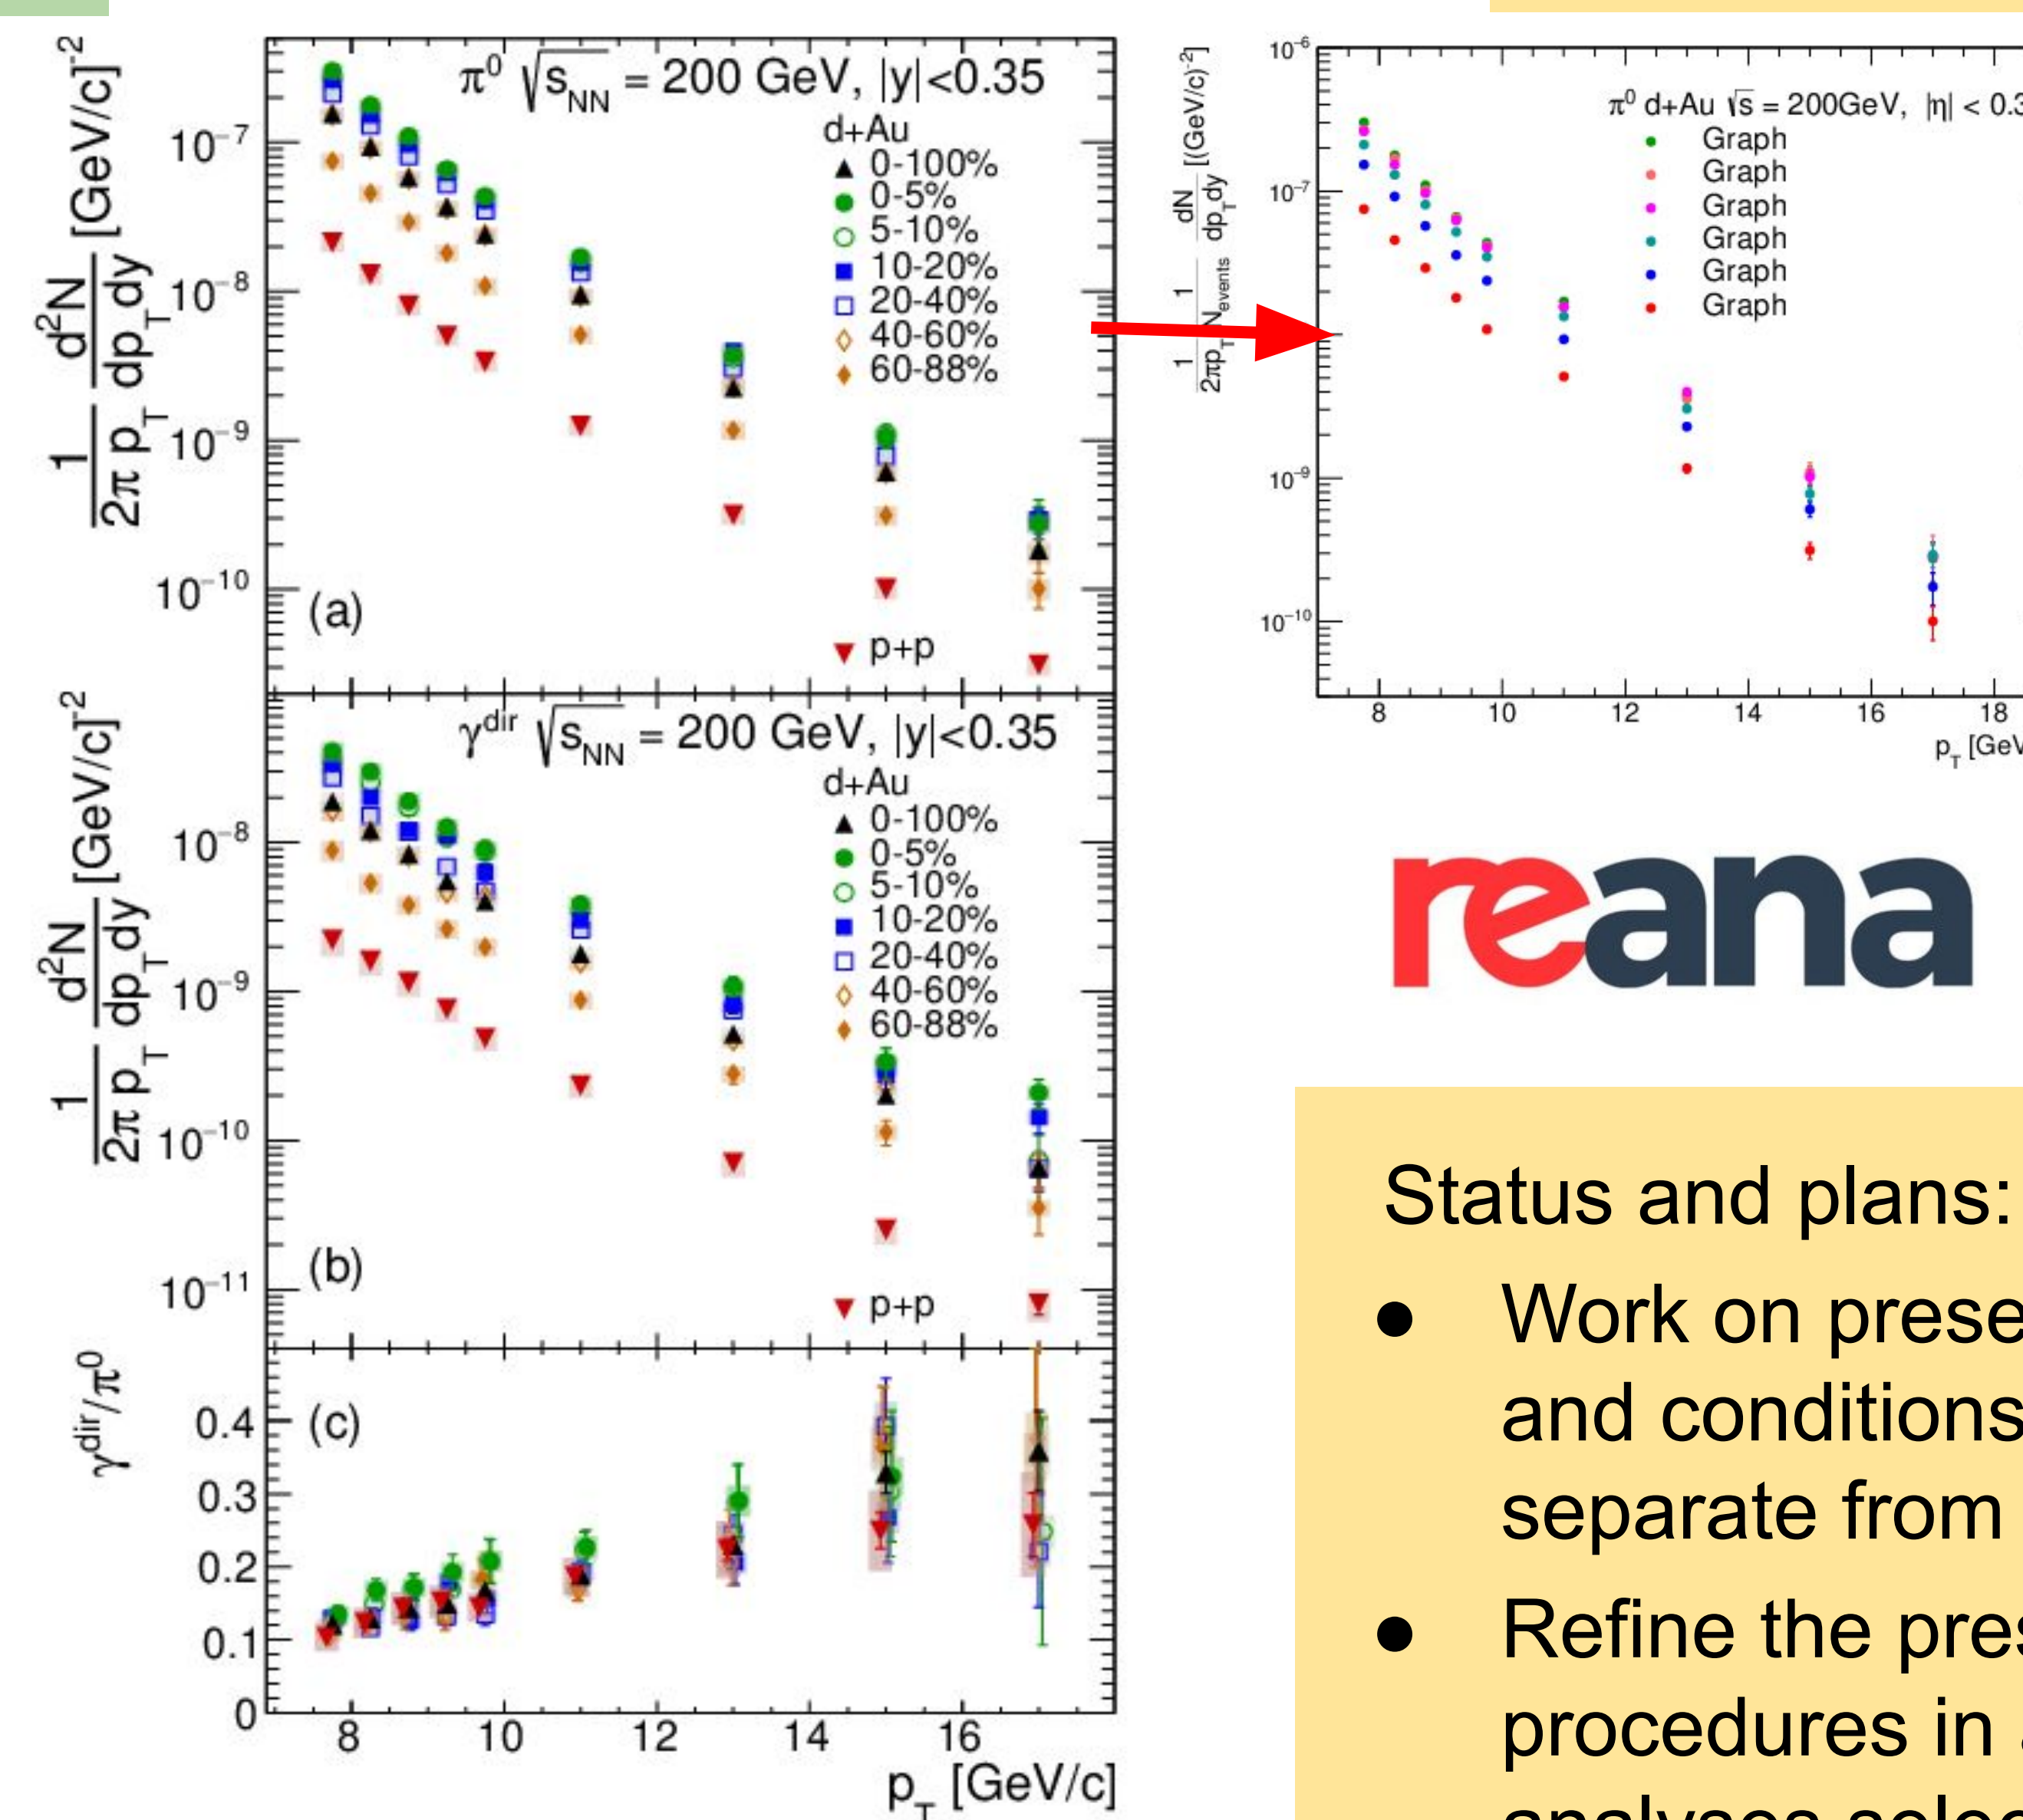 1/(2π p_T) d²N/(dp_T dy) [GeV/c]⁻²
π⁰ √s_NN = 200 GeV, |y|<0.35
d+Au
0-100%
0-5%
5-10%
10-20%
20-40%
40-60%
60-88%
10⁻⁷
10⁻⁸
10⁻⁹
10⁻¹⁰
(a)
p+p
1/(2π p_T) d²N/(dp_T dy) [GeV/c]⁻²
γ^dir √s_NN = 200 GeV, |y|<0.35
d+Au
0-100%
0-5%
5-10%
10-20%
20-40%
40-60%
60-88%
10⁻⁸
10⁻⁹
10⁻¹⁰
10⁻¹¹
(b)
p+p
γ^dir/π⁰
(c)
0.4
0.3
0.2
0.1
0
8 10 12 14 16
p_T [GeV/c]
1/(2πp_T) 1/N_events dN/(dp_T dy) [(GeV/c)⁻²]
π⁰ d+Au √s = 200GeV, |η| < 0.3
Graph
Graph
Graph
Graph
Graph
Graph
10⁻⁶
10⁻⁷
10⁻⁹
10⁻¹⁰
8 10 12 14 16 18
p_T [GeV
reana
Status and plans:
● Work on prese
and conditions
separate from
● Refine the pres
procedures in a
analyses selec